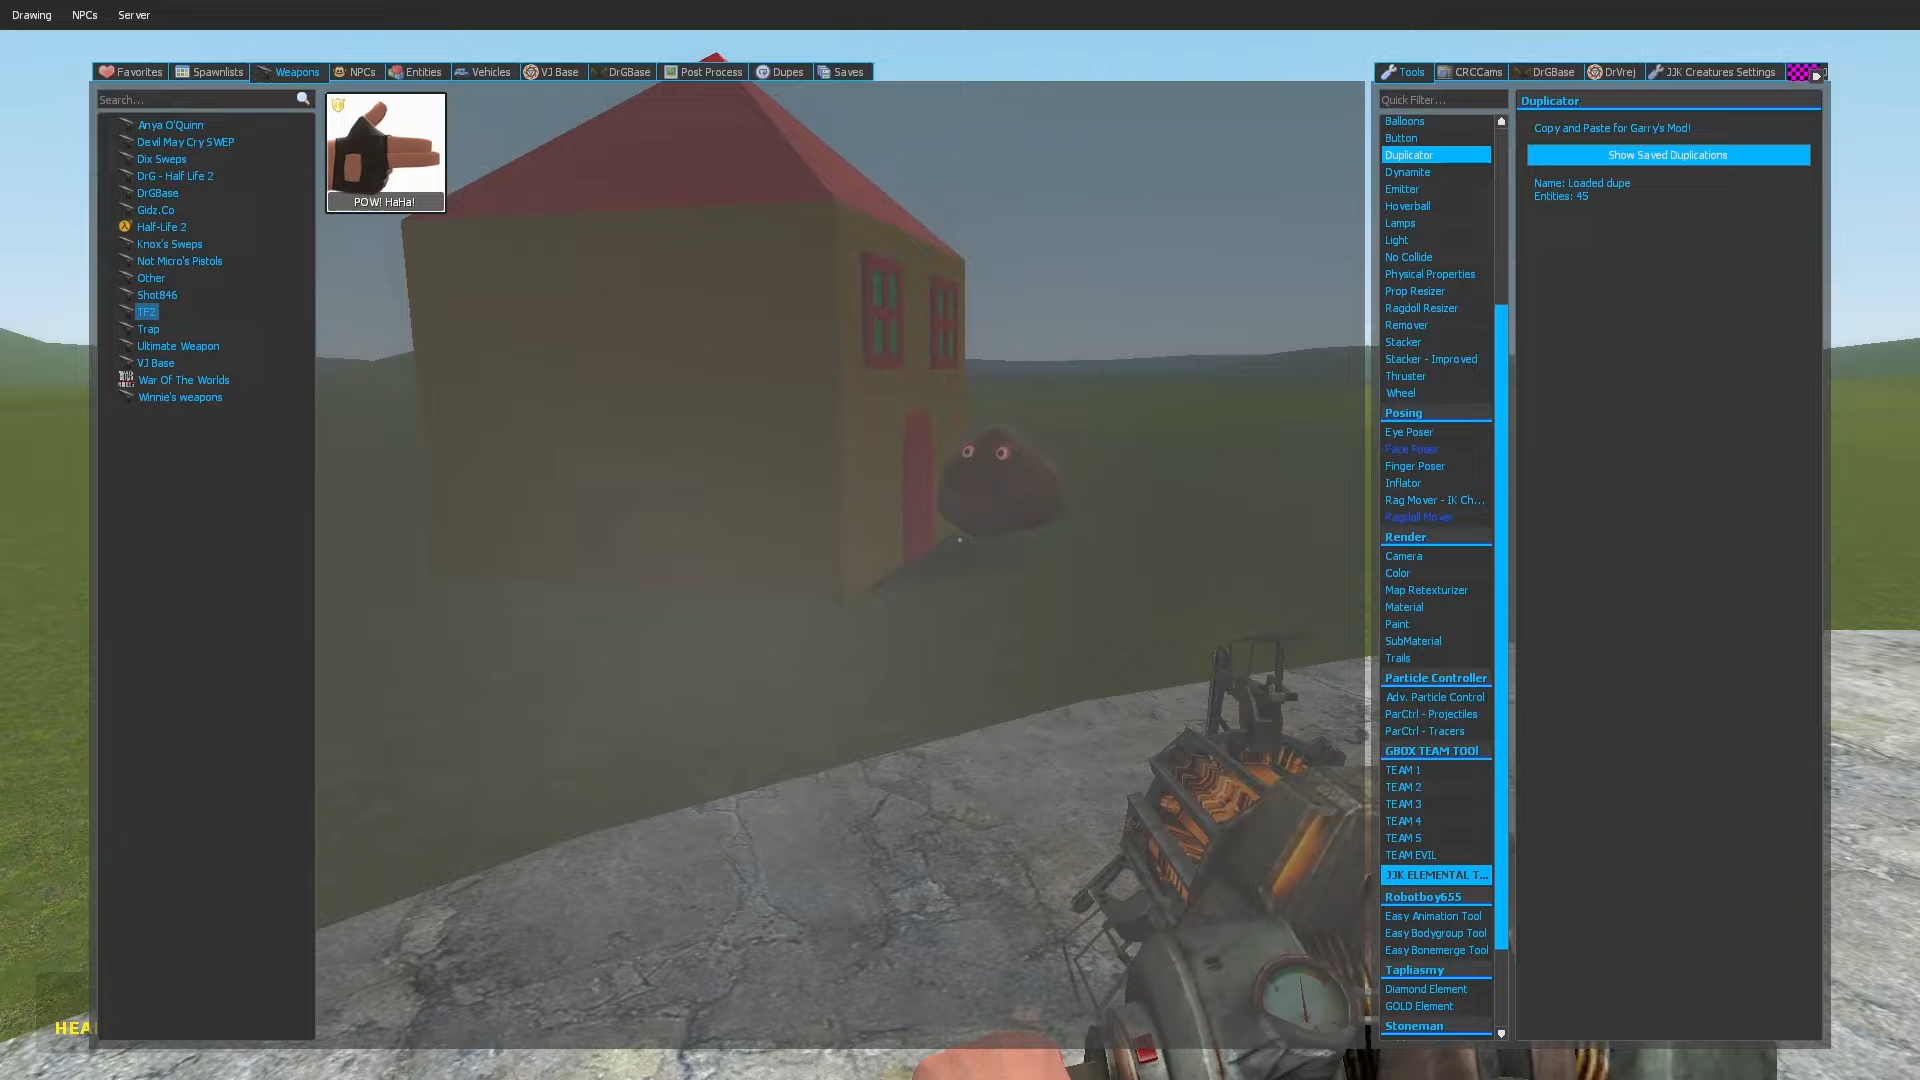 Drawing NPCs Server
Favorites Spawnlists Weapons NPCs Entities Vehicles VJ Base DrGBase Post Process Dupes Saves
Search...
Anya O'Quinn
Devil May Cry SWEP
Dix Sweps
DrG - Half Life 2
DrGBase
Gidz.Co
Half-Life 2
Knox's Sweps
Not Micro's Pistols
Other
Shot846
TF2
Trap
Ultimate Weapon
VJ Base
War Of The Worlds
Winnie's weapons
POW! HaHa!
HEA
Tools CRCCams DrGBase DrVrej JJK Creatures Settings
Quick Filter...
Balloons
Button
Duplicator
Dynamite
Emitter
Hoverball
Lamps
Light
No Collide
Physical Properties
Prop Resizer
Ragdoll Resizer
Remover
Stacker
Stacker - Improved
Thruster
Wheel
Posing
Eye Poser
Face Poser
Finger Poser
Inflator
Rag Mover - IK Ch...
Ragdoll Mover
Render
Camera
Color
Map Retexturizer
Material
Paint
SubMaterial
Trails
Particle Controller
Adv. Particle Control
ParCtrl - Projectiles
ParCtrl - Tracers
GBOX TEAM TOOl
TEAM 1
TEAM 2
TEAM 3
TEAM 4
TEAM 5
TEAM EVIL
JJK ELEMENTAL T...
Robotboy655
Easy Animation Tool
Easy Bodygroup Tool
Easy Bonemerge Tool
Tapliasmy
Diamond Element
GOLD Element
Stoneman
Duplicator
Copy and Paste for Garry's Mod!
Show Saved Duplications
Name: Loaded dupe
Entities: 45